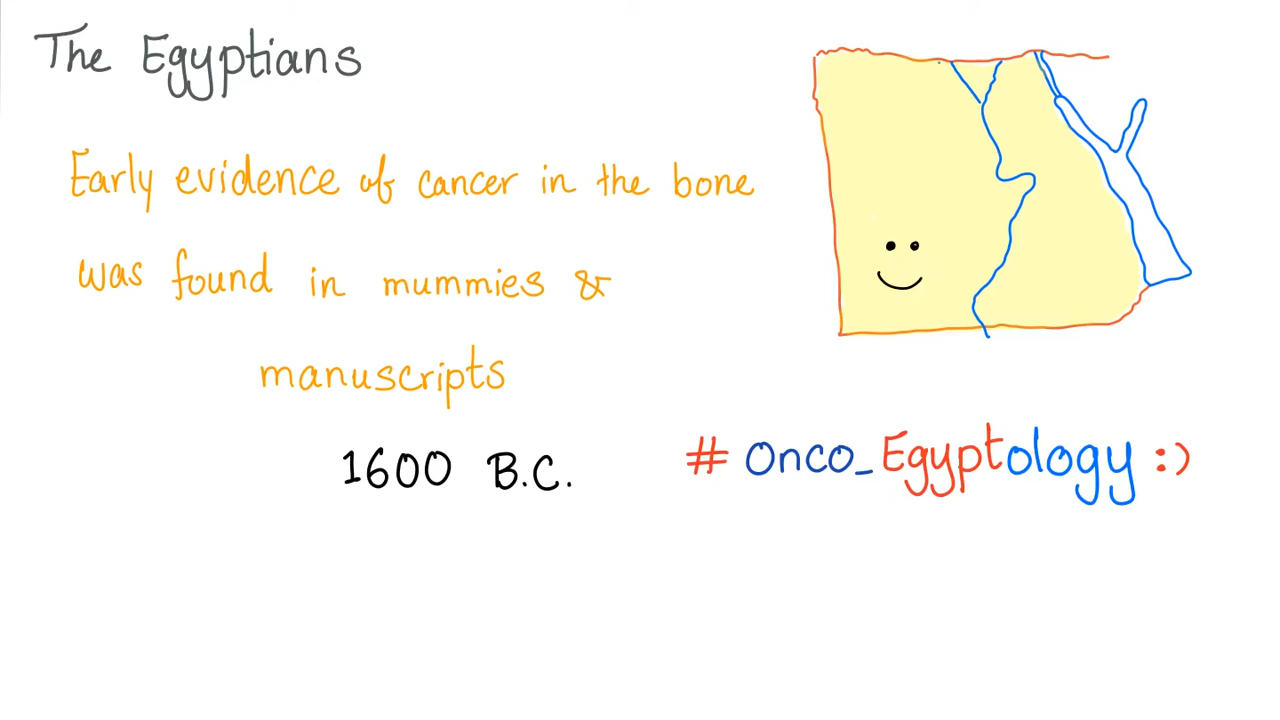 The Egyptians
Early evidence of cancer in the bone
was found in mummies &
manuscripts
1600 B.C.
# Onco_Egyptology :)